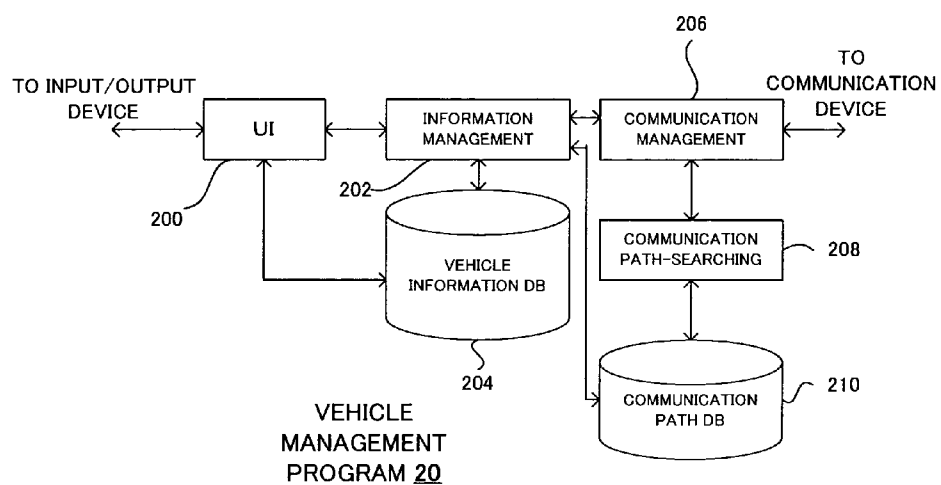 206
TO INPUT/OUTPUT
DEVICE
TO
COMMUNICATION
DEVICE
UI
INFORMATION
MANAGEMENT
COMMUNICATION
MANAGEMENT
200
202
COMMUNICATION
PATH-SEARCHING
208
VEHICLE
INFORMATION DB
204
COMMUNICATION
PATH DB
210
VEHICLE
MANAGEMENT
PROGRAM 20